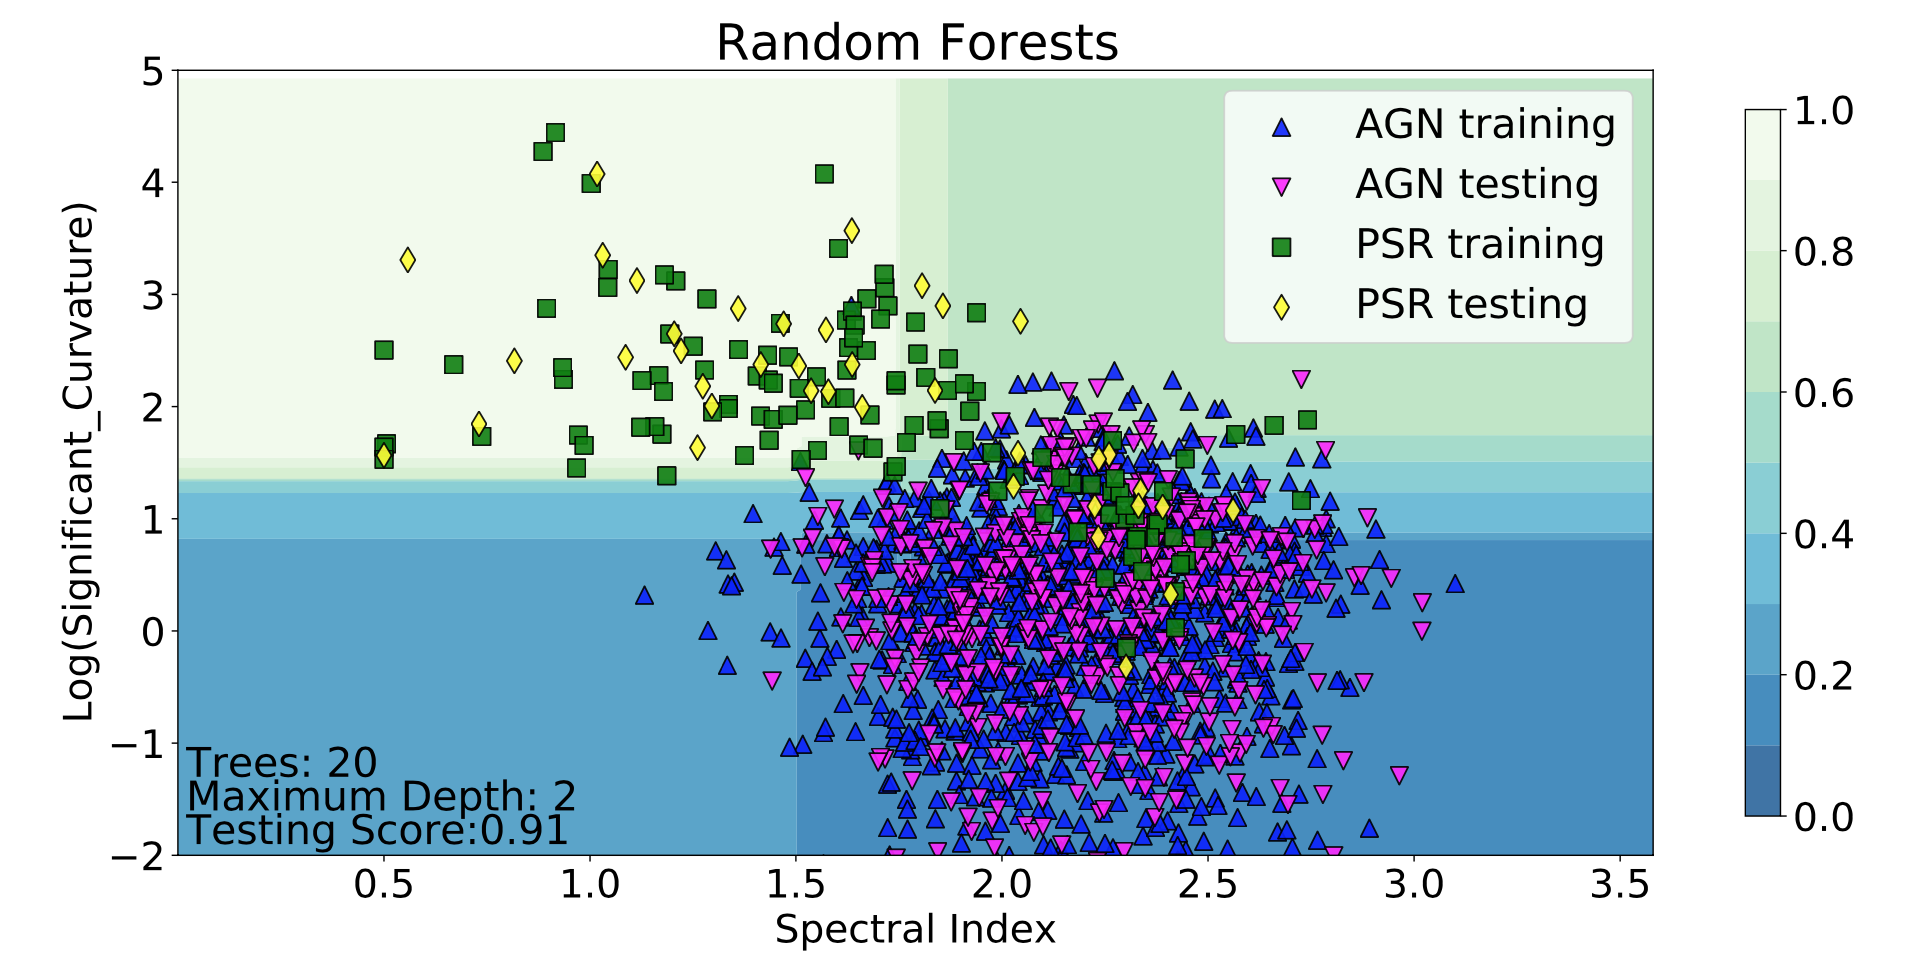 Random Forests
5
4
3
2
1
0
−1
−2
Log(Significant_Curvature)
AGN training
AGN testing
PSR training
PSR testing
Trees: 20
Maximum Depth: 2
Testing Score:0.91
0.5 1.0 1.5 2.0 2.5 3.0 3.5
Spectral Index
1.0
0.8
0.6
0.4
0.2
0.0